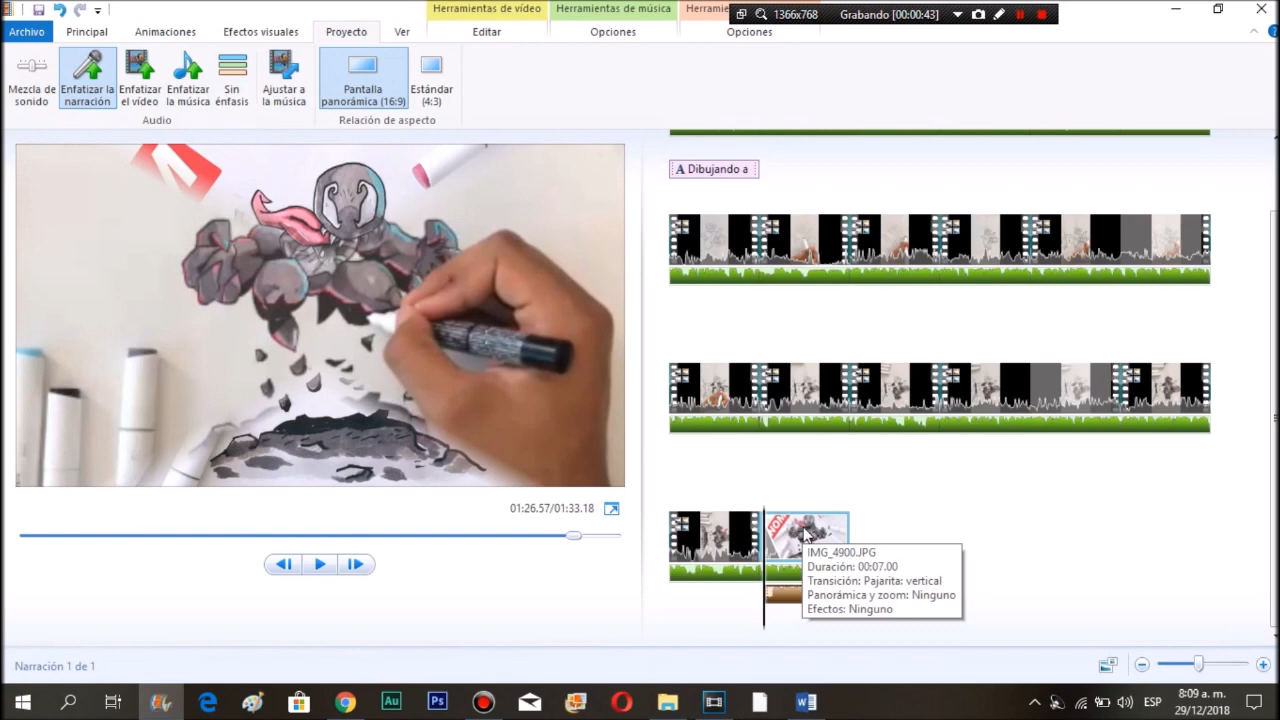 Herramientas de vídeo
Herramientas de música
Herramie
1366x768
Grabando [00:00:43]
Archivo
Principal
Animaciones
Efectos visuales
Proyecto
Ver
Editar
Opciones
Opciones
Mezcla de
sonido
Enfatizar la
narración
Enfatizar
el vídeo
Enfatizar
la música
Sin
énfasis
Ajustar a
la música
Pantalla
panorámica (16:9)
Estándar
(4:3)
Audio
Relación de aspecto
A Dibujando a
01:26.57/01:33.18
IMG_4900.JPG
Duración: 00:07.00
Transición: Pajarita: vertical
Panorámica y zoom: Ninguno
Efectos: Ninguno
Narración 1 de 1
Au
Ps
ESP
8:09 a. m.
29/12/2018